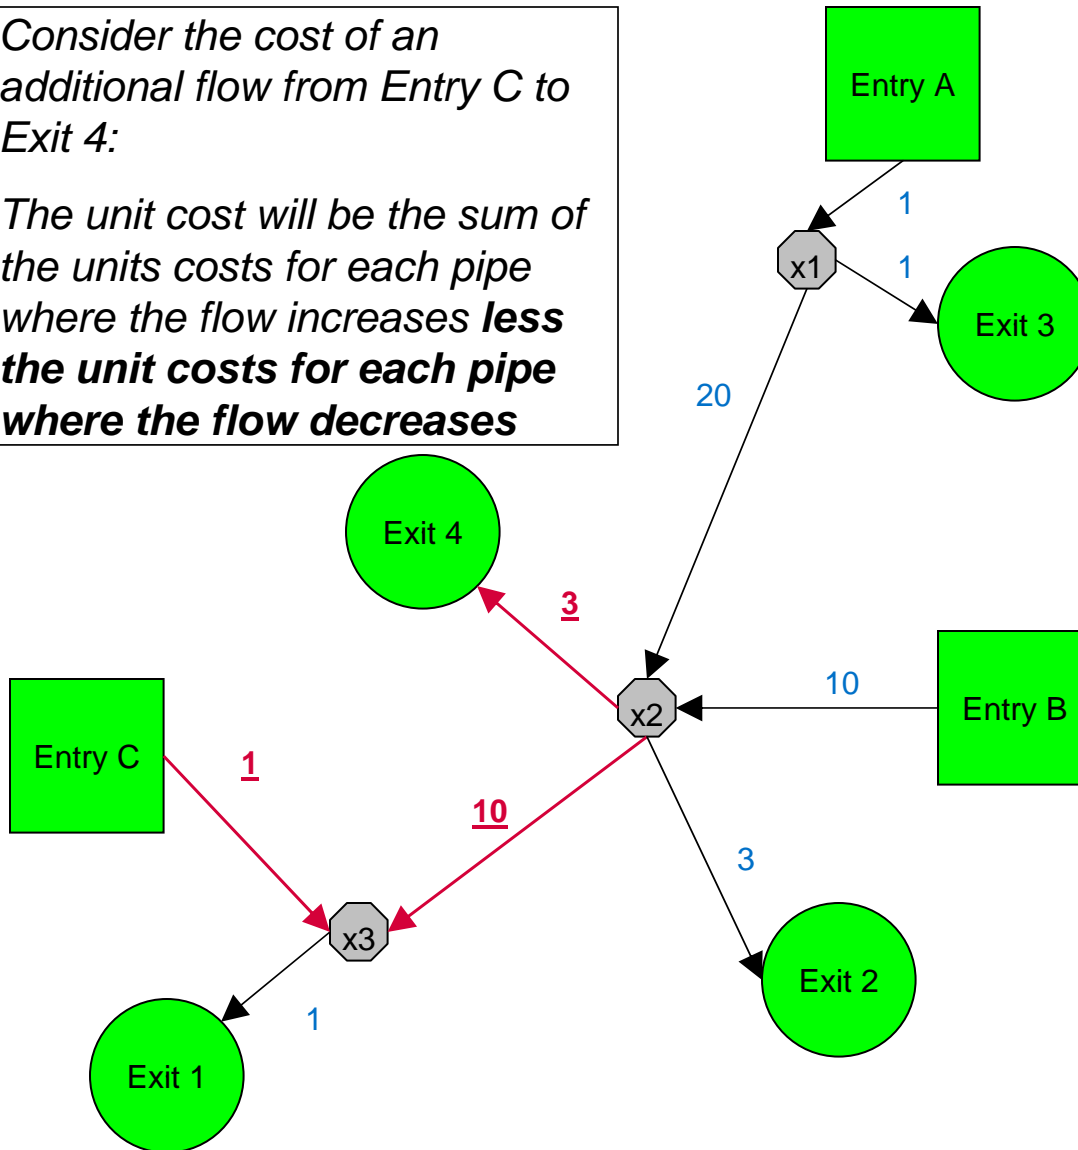 Consider the cost of an
additional flow from Entry C to
Exit 4:
The unit cost will be the sum of
the units costs for each pipe
where the flow increases less
the unit costs for each pipe
where the flow decreases
Entry A
1
x1
1
Exit 3
20
Exit 4
3
10
x2
Entry B
Entry C
1
10
3
x3
Exit 2
1
Exit 1